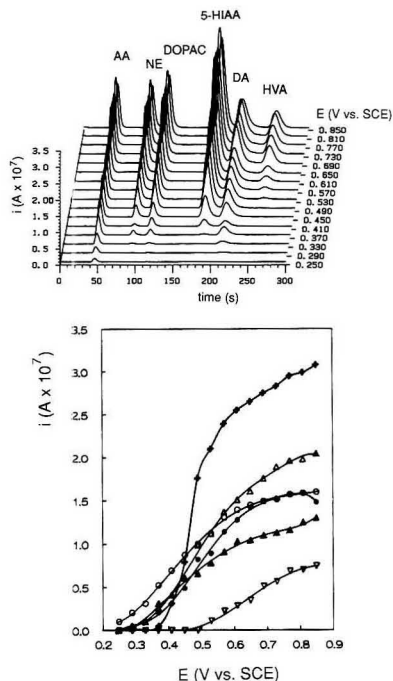 5-HIAA
DOPAC
AA
NE
DA
HVA
E (V vs. SCE)
0.850
0.810
0.770
0.730
0.690
0.650
0.610
0.570
0.530
0.490
0.450
0.410
0.370
0.330
0.290
0.250
i (A x 10⁷)
3.5
3.0
2.5
2.00
1.5
1.0
0.5
0.0
0 50 100 150 200 250 300
time (s)
i (A x 10⁷)
3.5
3.0
2.5
2.0
1.5
1.0
0.5
0.0
0.2 0.3 0.4 0.5 0.6 0.7 0.8 0.9
E (V vs. SCE)